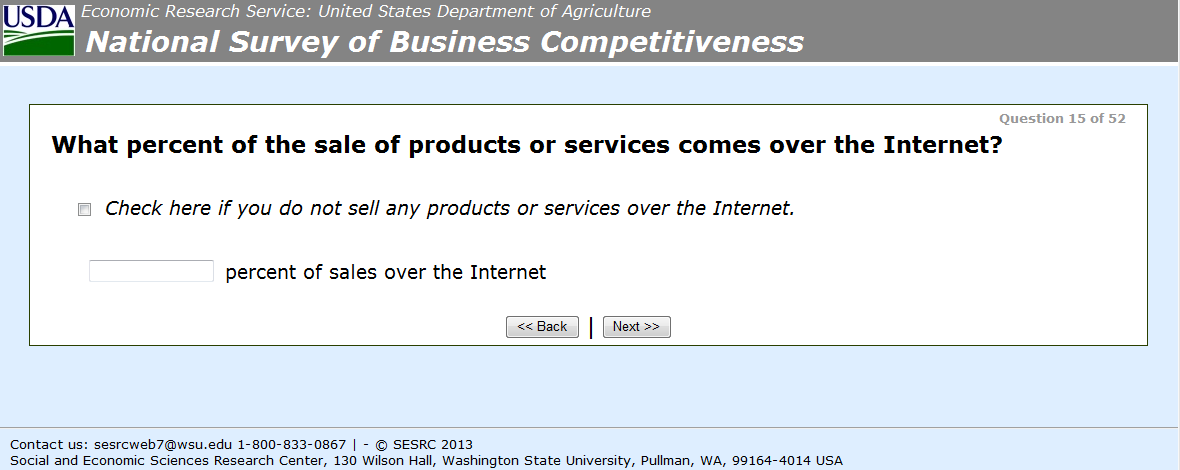 USDA
Economic Research Service: United States Department of Agriculture
National Survey of Business Competitiveness
Question 15 of 52
What percent of the sale of products or services comes over the Internet?
Check here if you do not sell any products or services over the Internet.
percent of sales over the Internet
<< Back | Next >>
Contact us: sesrcweb7@wsu.edu 1-800-833-0867 | - © SESRC 2013
Social and Economic Sciences Research Center, 130 Wilson Hall, Washington State University, Pullman, WA, 99164-4014 USA